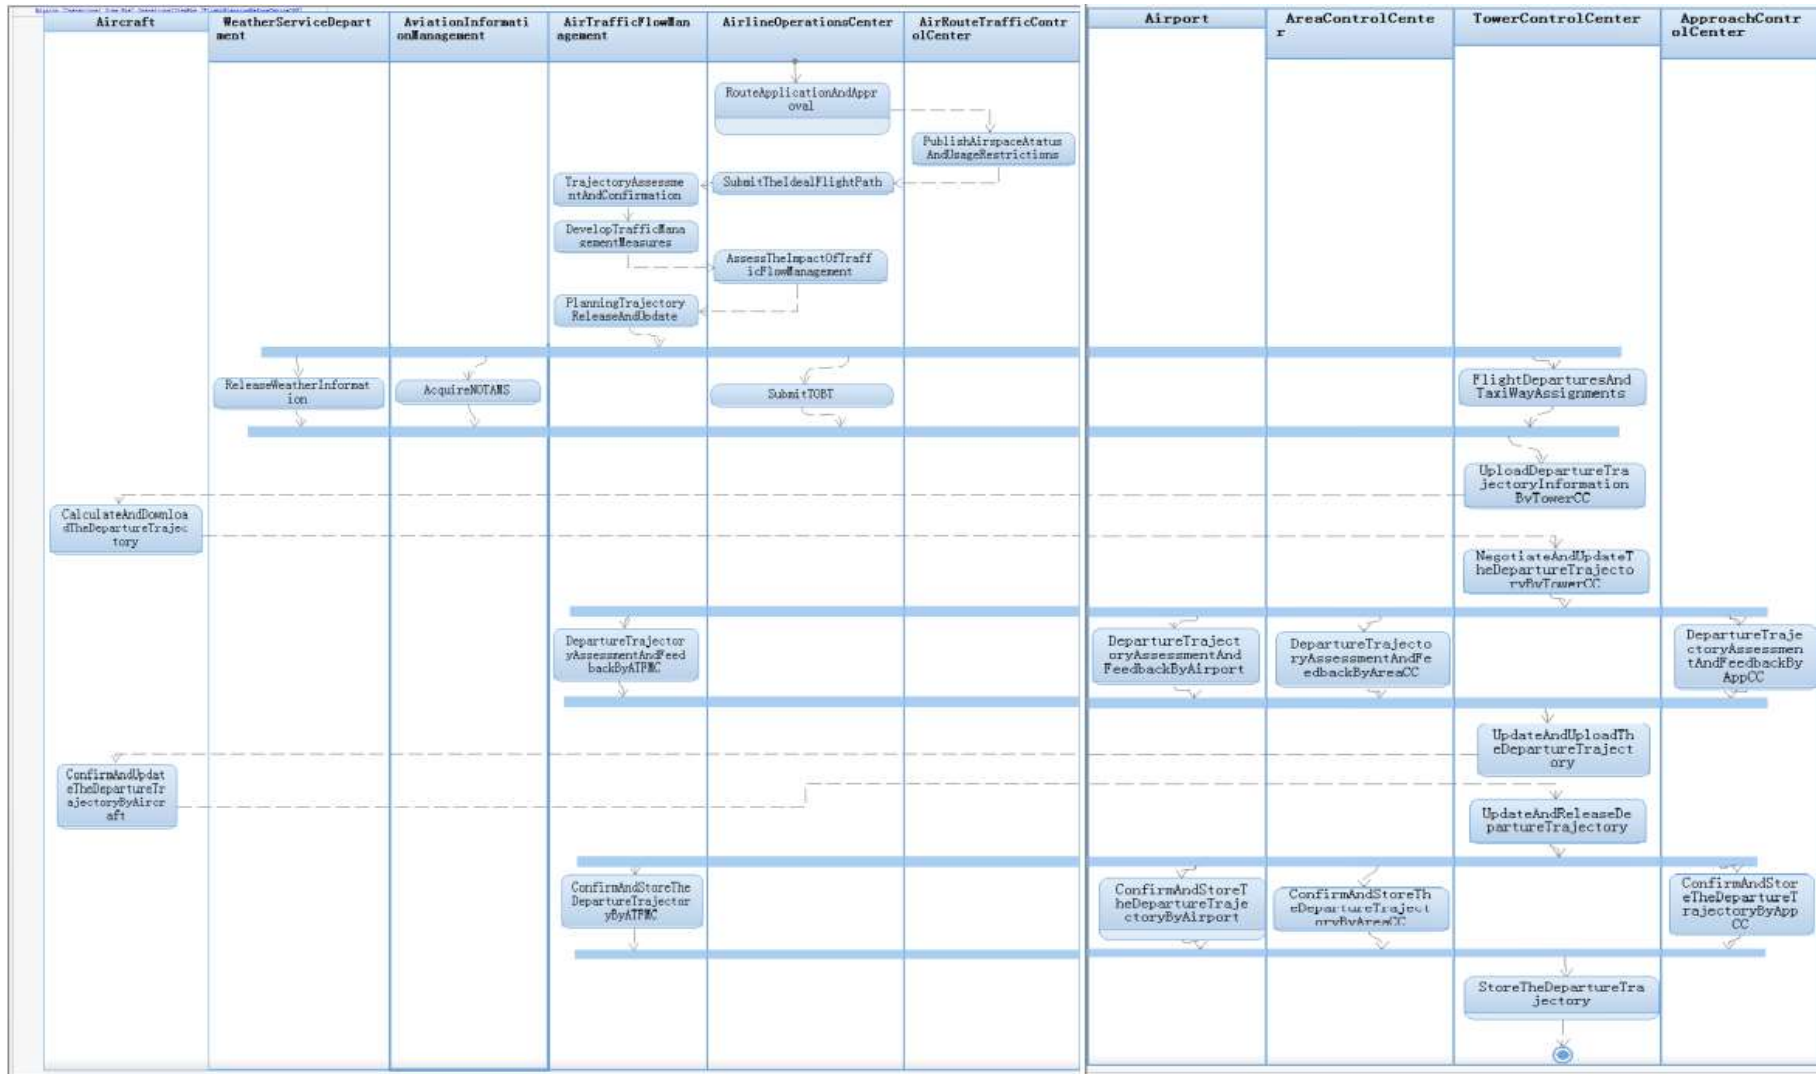 Aircraft
WeatherServiceDepart
ment
AviationInformati
onManagement
AirTrafficFlowMan
agement
AirlineOperationsCenter
AirRouteTrafficContr
olCenter
Airport
AreaControlCente
r
TowerControlCenter
ApproachContr
olCenter
RouteApplicationAndAppr
oval
PublishAirspaceAtatus
AndUsageRestrictions
TrajectoryAssessme
ntAndConfirmation
SubmitTheIdealFlightPath
DevelopTrafficMana
gementMeasures
AssessTheImpactOfTraff
icFlowManagement
PlanningTrajectory
ReleaseAndUpdate
ReleaseWeatherInformat
ion
AcquireNOTAMS
SubmitTOBT
FlightDeparturesAnd
TaxiWayAssignments
UploadDepartureTra
jectoryInformation
ByTowerCC
CalculateAndDownloa
dTheDepartureTrajec
tory
NegotiateAndUpdateT
heDepartureTrajecto
ryByTowerCC
DepartureTrajector
yAssessmentAndFeed
backByATFMC
DepartureTraject
oryAssessmentAnd
FeedbackByAirport
DepartureTrajecto
ryAssessmentAndFe
edbackByAreaCC
DepartureTraje
ctoryAssessmen
tAndFeedbackBy
AppCC
UpdateAndUploadTh
eDepartureTraject
ory
ConfirmAndUpdat
eTheDepartureTr
ajectoryByAircr
aft
UpdateAndReleaseDe
partureTrajectory
ConfirmAndStoreThe
DepartureTrajector
yByATFMC
ConfirmAndStoreT
heDepartureTraje
ctoryByAirport
ConfirmAndStoreTh
eDepartureTraject
oryByAreaCC
ConfirmAndStor
eTheDepartureT
rajectoryByApp
CC
StoreTheDepartureTra
jectory